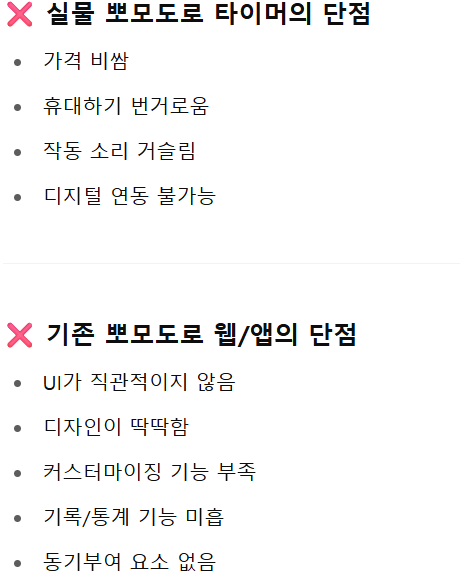 ❌ 실물 뽀모도로 타이머의 단점
• 가격 비쌈
• 휴대하기 번거로움
• 작동 소리 거슬림
• 디지털 연동 불가능
❌ 기존 뽀모도로 웹/앱의 단점
• UI가 직관적이지 않음
• 디자인이 딱딱함
• 커스터마이징 기능 부족
• 기록/통계 기능 미흡
• 동기부여 요소 없음